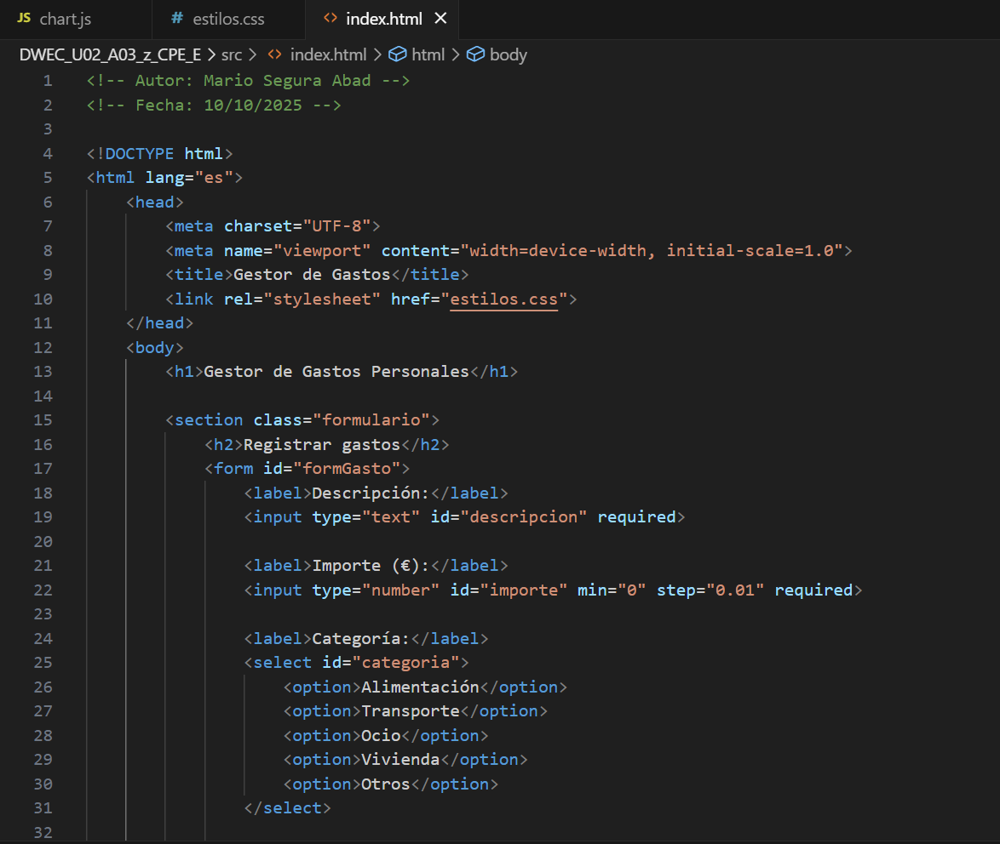 JS chart.js # estilos.css <> index.html ×
DWEC_U02_A03_z_CPE_E > src > <> index.html > html > body
1 <!-- Autor: Mario Segura Abad -->
2 <!-- Fecha: 10/10/2025 -->
3
4 <!DOCTYPE html>
5 <html lang="es">
6 <head>
7 <meta charset="UTF-8">
8 <meta name="viewport" content="width=device-width, initial-scale=1.0">
9 <title>Gestor de Gastos</title>
10 <link rel="stylesheet" href="estilos.css">
11 </head>
12 <body>
13 <h1>Gestor de Gastos Personales</h1>
14
15 <section class="formulario">
16 <h2>Registrar gastos</h2>
17 <form id="formGasto">
18 <label>Descripción:</label>
19 <input type="text" id="descripcion" required>
20
21 <label>Importe (€):</label>
22 <input type="number" id="importe" min="0" step="0.01" required>
23
24 <label>Categoría:</label>
25 <select id="categoria">
26 <option>Alimentación</option>
27 <option>Transporte</option>
28 <option>Ocio</option>
29 <option>Vivienda</option>
30 <option>Otros</option>
31 </select>
32